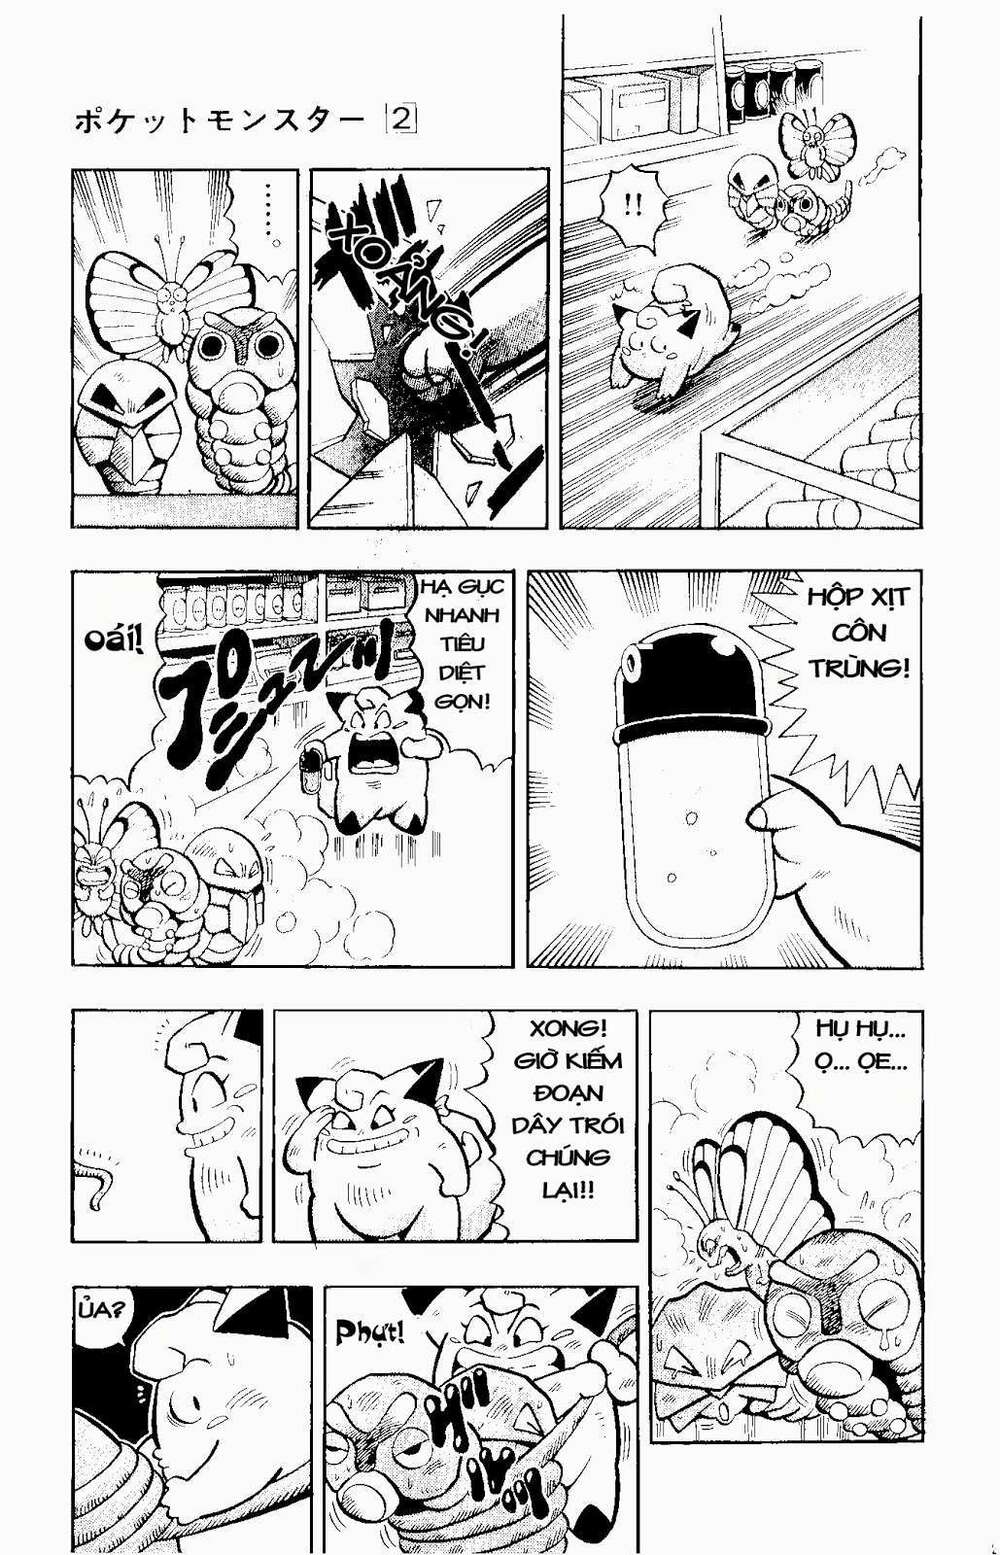 ポケットモンスター 2
!!
XOẢNG!
......
HỘP XỊT
CÔN
TRÙNG!
HẠ GỤC
NHANH
TIÊU
DIỆT
GỌN!
OÁI!
HỤ HỤ...
Ọ... ỌE...
XONG!
GIỜ KIẾM
ĐOẠN
DÂY TRÓI
CHÚNG
LẠI!!
Phựt!
ỦA?